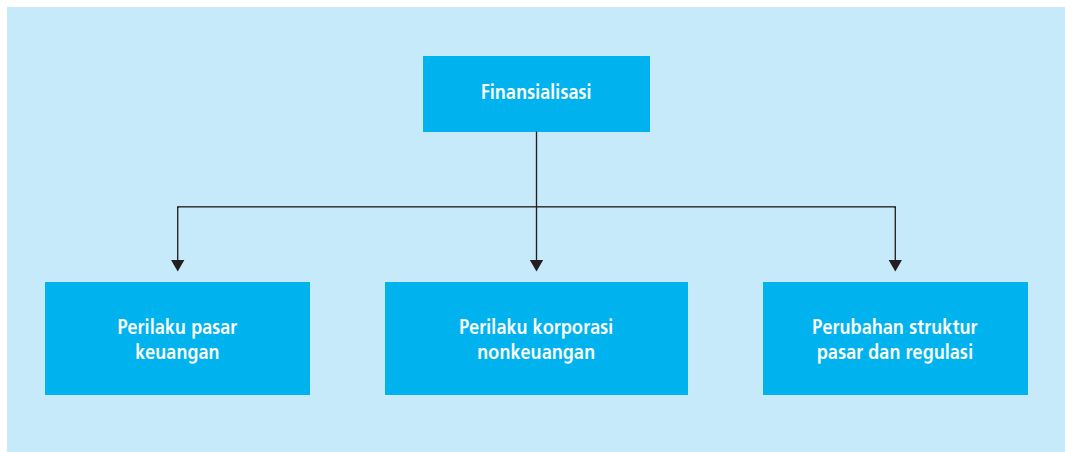 Finansialisasi
Perilaku pasar
keuangan
Perilaku korporasi
nonkeuangan
Perubahan struktur
pasar dan regulasi